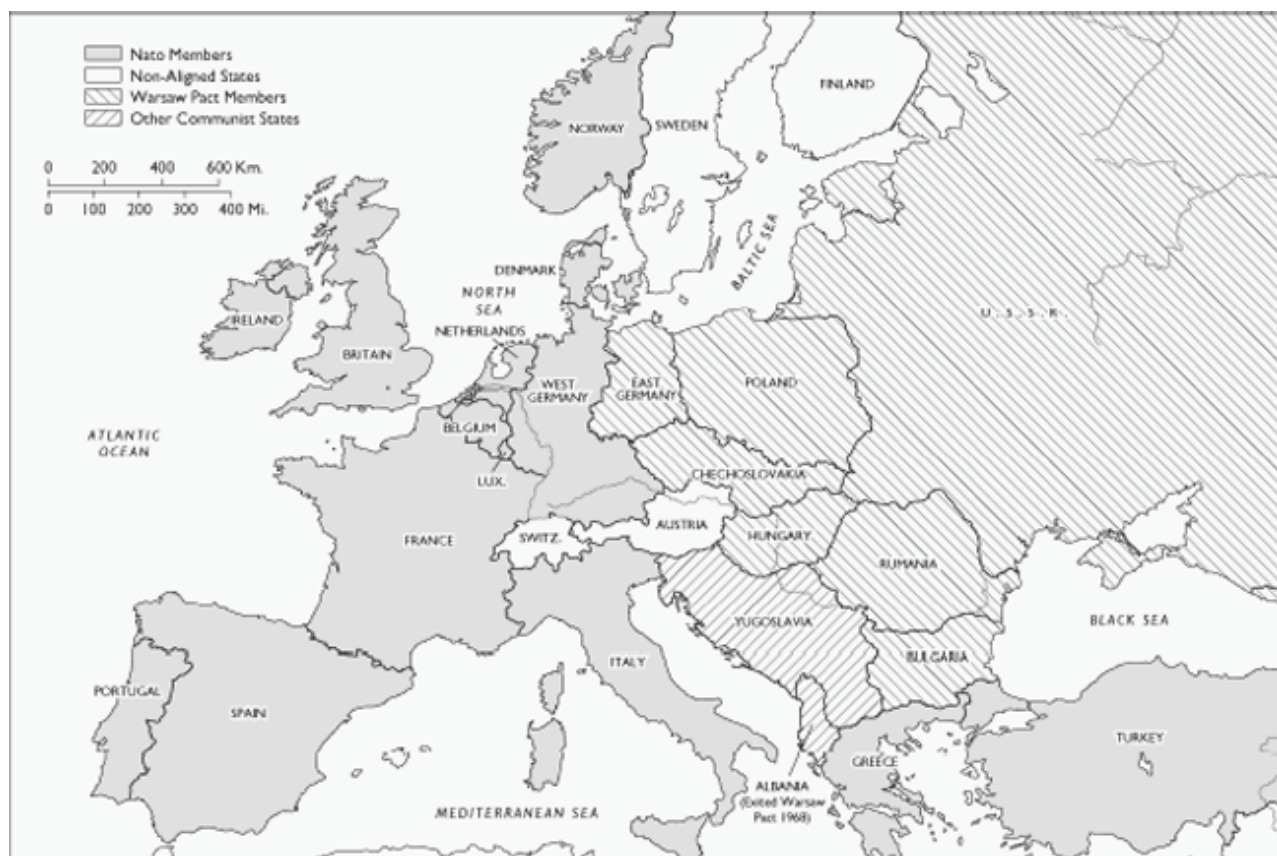 Nato Members
Non-Aligned States
Warsaw Pact Members
Other Communist States
0 200 400 600 Km.
0 100 200 300 400 Mi.
FINLAND
NORWAY
SWEDEN
BALTIC SEA
DENMARK
NORTH
SEA
U. S. S. R.
IRELAND
NETHERLANDS
BRITAIN
WEST
GERMANY
EAST
GERMANY
POLAND
ATLANTIC
OCEAN
BELGIUM
LUX.
CHECHOSLOVAKIA
AUSTRIA
FRANCE
SWITZ.
HUNGARY
RUMANIA
YUGOSLAVIA
BLACK SEA
BULGARIA
ITALY
PORTUGAL
SPAIN
TURKEY
GREECE
ALBANIA
(Exited Warsaw
Pact 1968)
MEDITERRANEAN SEA